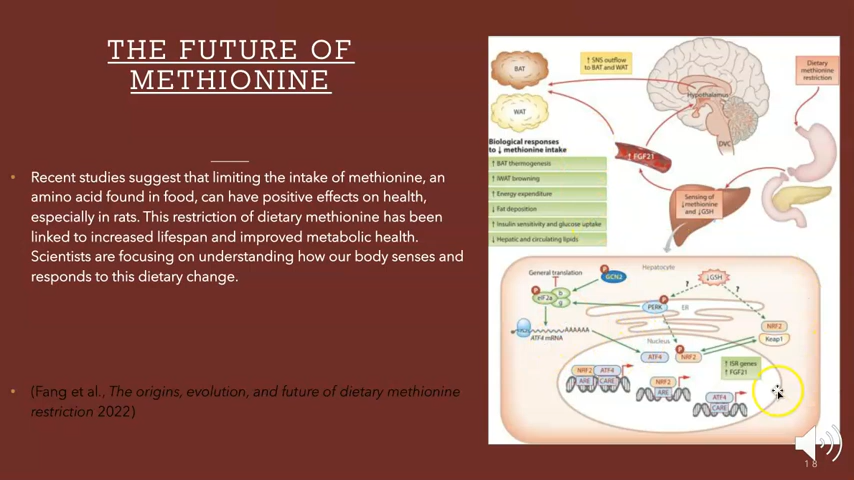 THE FUTURE OF
METHIONINE
• Recent studies suggest that limiting the intake of methionine, an
amino acid found in food, can have positive effects on health,
especially in rats. This restriction of dietary methionine has been
linked to increased lifespan and improved metabolic health.
Scientists are focusing on understanding how our body senses and
responds to this dietary change.
• (Fang et al., The origins, evolution, and future of dietary methionine
restriction 2022)
BAT
↑ SNS outflow
to BAT and WAT
Hypothalamus
Dietary
methionine
restriction
WAT
DVC
Biological responses
to ↓ methionine intake
↑ BAT thermogenesis
↑ IWAT browning
↑ Energy expenditure
↓ Fat deposition
↑ Insulin sensitivity and glucose uptake
↓ Hepatic and circulating lipids
↑ FGF21
Sensing of
↓methionine
and ↓GSH
General translation
Hepatocyte
P
GCN2
↓GSH
?
?
P
eIF2α
b
g
P
PERK
ER
NRF2
Keap1
AAAAAA
ATF4 mRNA
Nucleus
P
ATF4
NRF2
↑ ISR genes
↑ FGF21
NRF2
ATF4
ARE
CARE
NRF2
ARE
ATF4
CARE
18